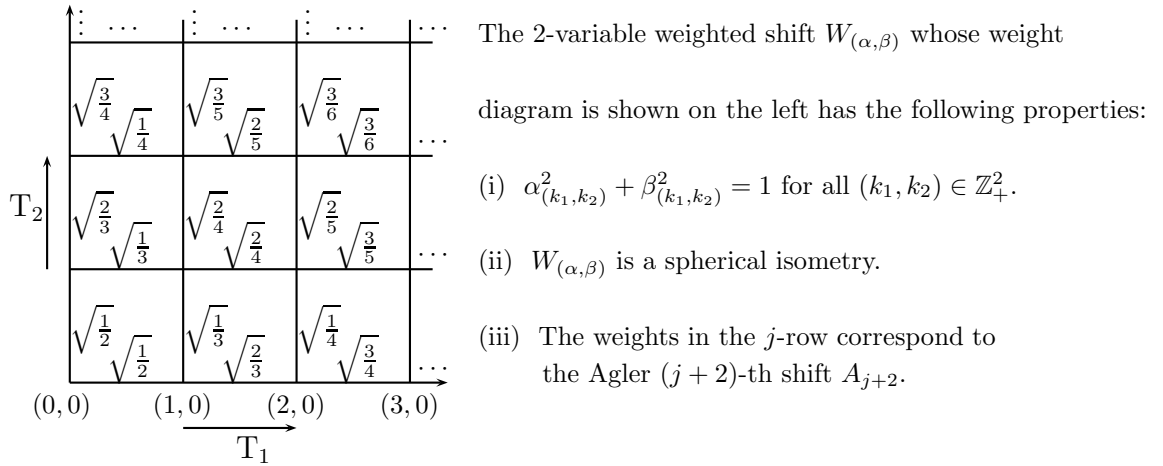 ⋮ ⋯ ⋮ ⋯ ⋮ ⋯ ⋯
√(3/4) √(3/5) √(3/6)
√(1/4) √(2/5) √(3/6) ⋯
T₂
√(2/3) √(2/4) √(2/5)
√(1/3) √(2/4) √(3/5) ⋯
√(1/2) √(1/3) √(1/4)
√(1/2) √(2/3) √(3/4) ⋯
(0, 0) (1, 0) (2, 0) (3, 0)
T₁
The 2-variable weighted shift W_{(α,β)} whose weight
diagram is shown on the left has the following properties:
(i) α²_{(k₁,k₂)} + β²_{(k₁,k₂)} = 1 for all (k₁, k₂) ∈ ℤ²₊.
(ii) W_{(α,β)} is a spherical isometry.
(iii) The weights in the j-row correspond to
the Agler (j + 2)-th shift A_{j+2}.